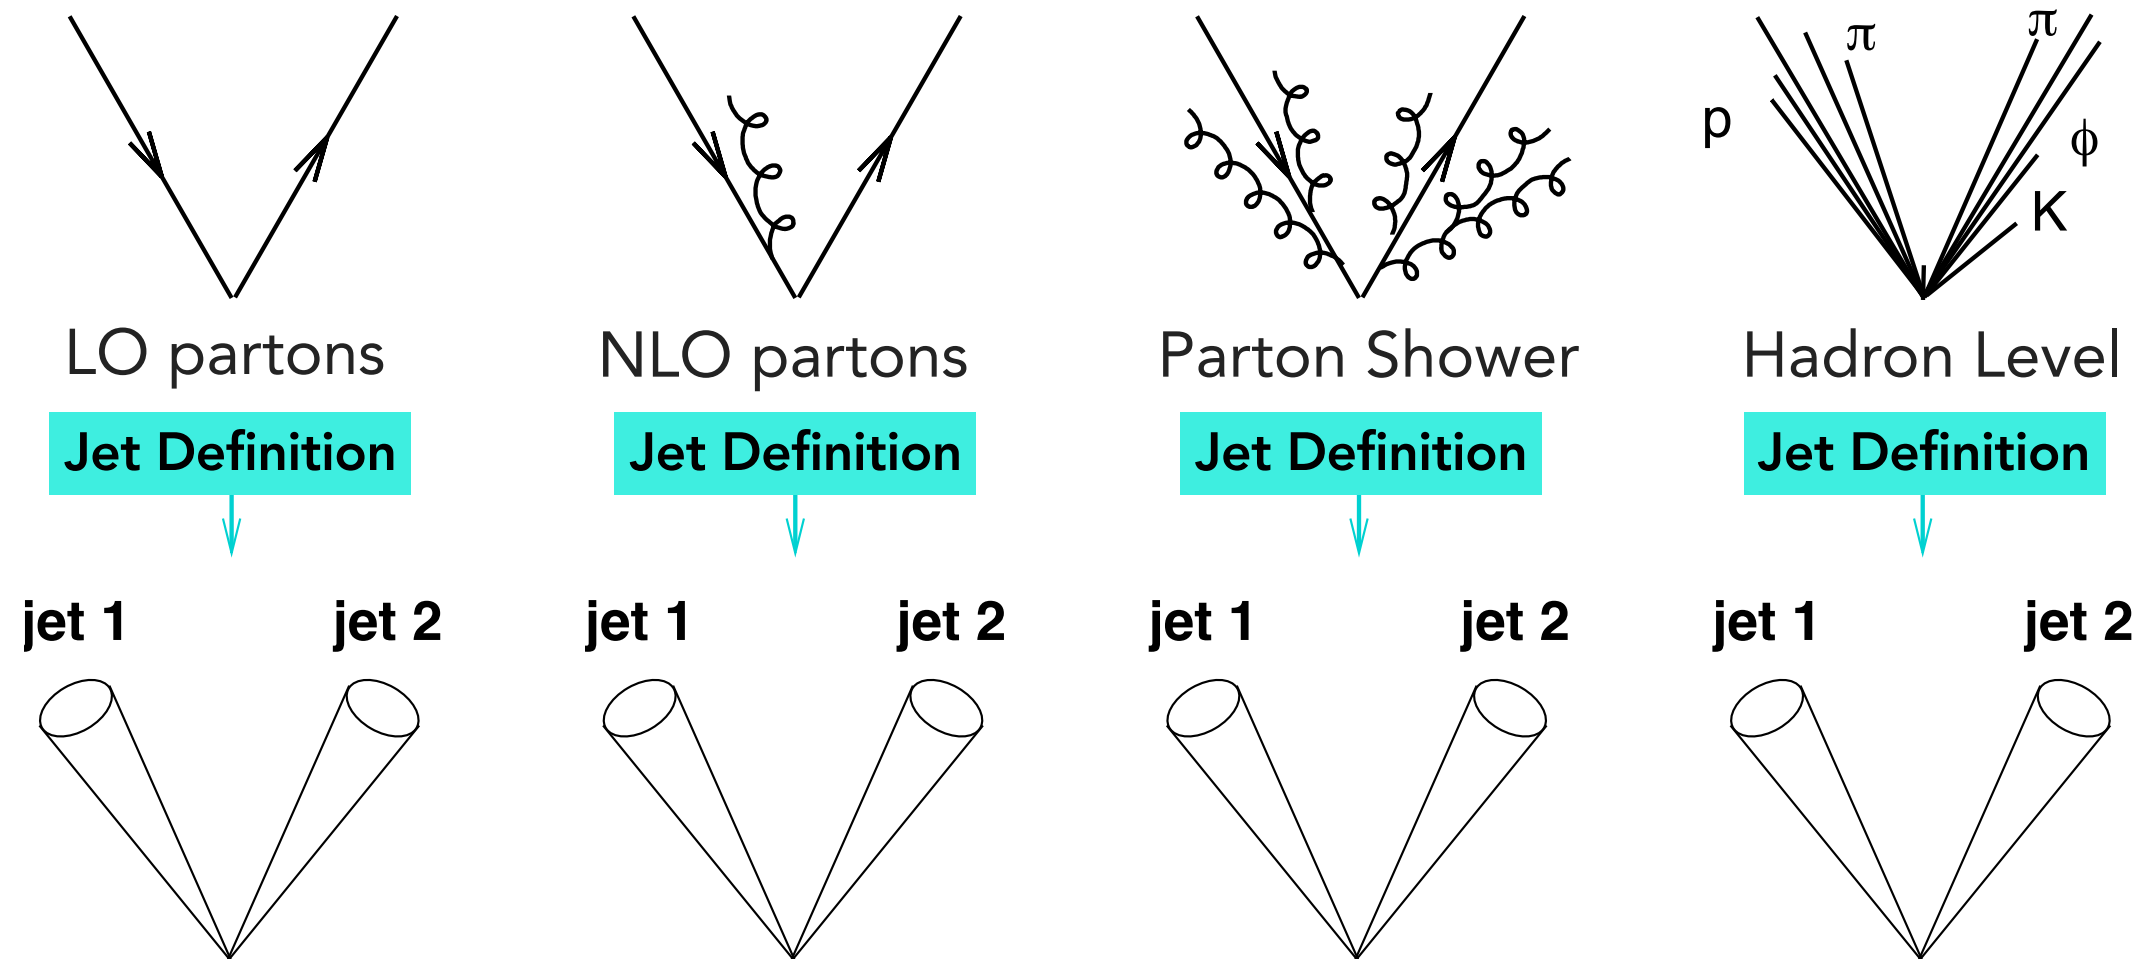 π π
p φ
K
LO partons NLO partons Parton Shower Hadron Level
Jet Definition Jet Definition Jet Definition Jet Definition
jet 1 jet 2 jet 1 jet 2 jet 1 jet 2 jet 1 jet 2